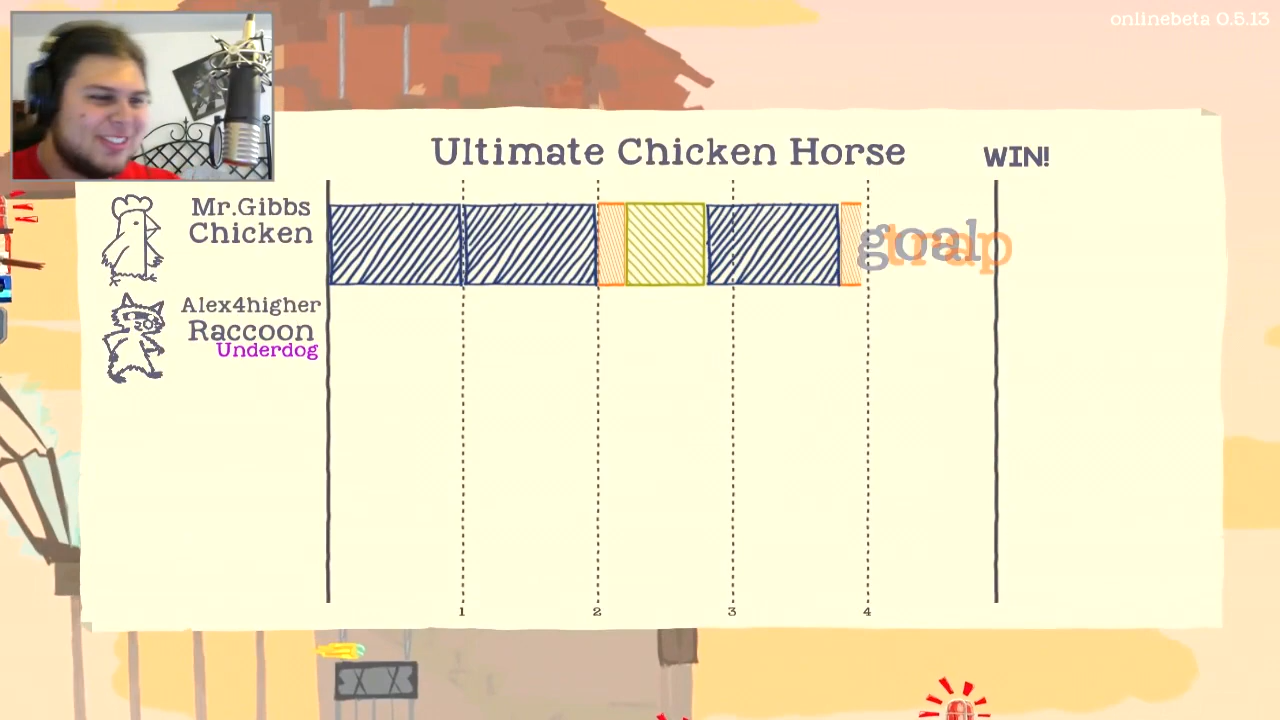 onlinebeta 0.5.13
Ultimate Chicken Horse
WIN!
Mr.Gibbs
Chicken
goal
trap
Alex4higher
Raccoon
Underdog
1 2 3 4